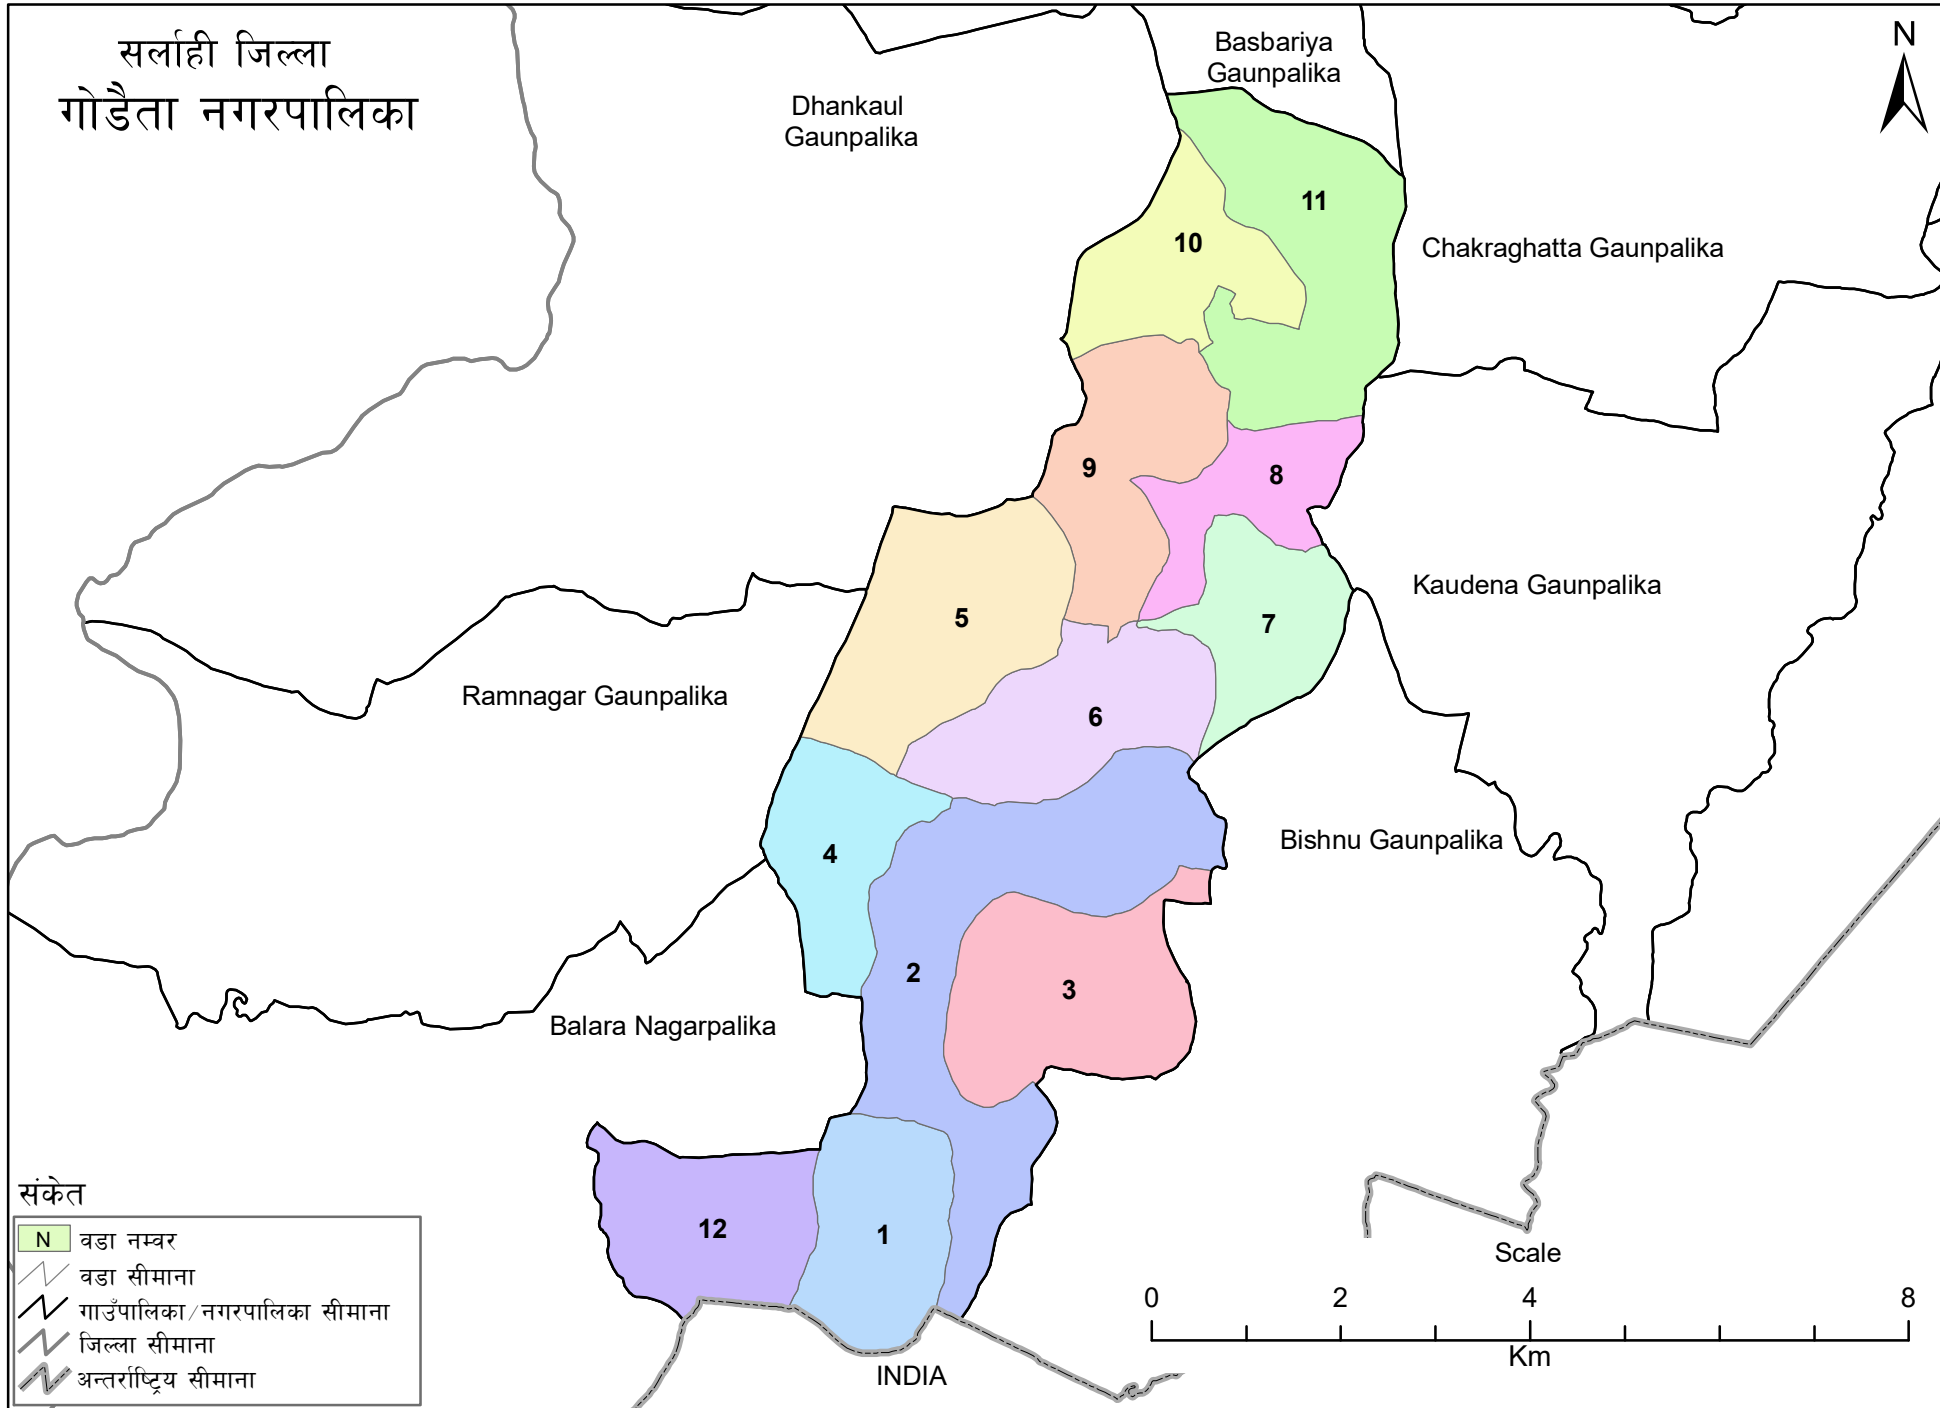 सर्लाही जिल्ला
गोडैता नगरपालिका
Basbariya
Gaunpalika
N
Dhankaul
Gaunpalika
11
10
Chakraghatta Gaunpalika
9
8
Kaudena Gaunpalika
5
7
Ramnagar Gaunpalika
6
Bishnu Gaunpalika
4
2
3
Balara Nagarpalika
12
1
संकेत
N वडा नम्वर
वडा सीमाना
गाउँपालिका/नगरपालिका सीमाना
जिल्ला सीमाना
अन्तर्राष्ट्रिय सीमाना
Scale
0 2 4 8
Km
INDIA